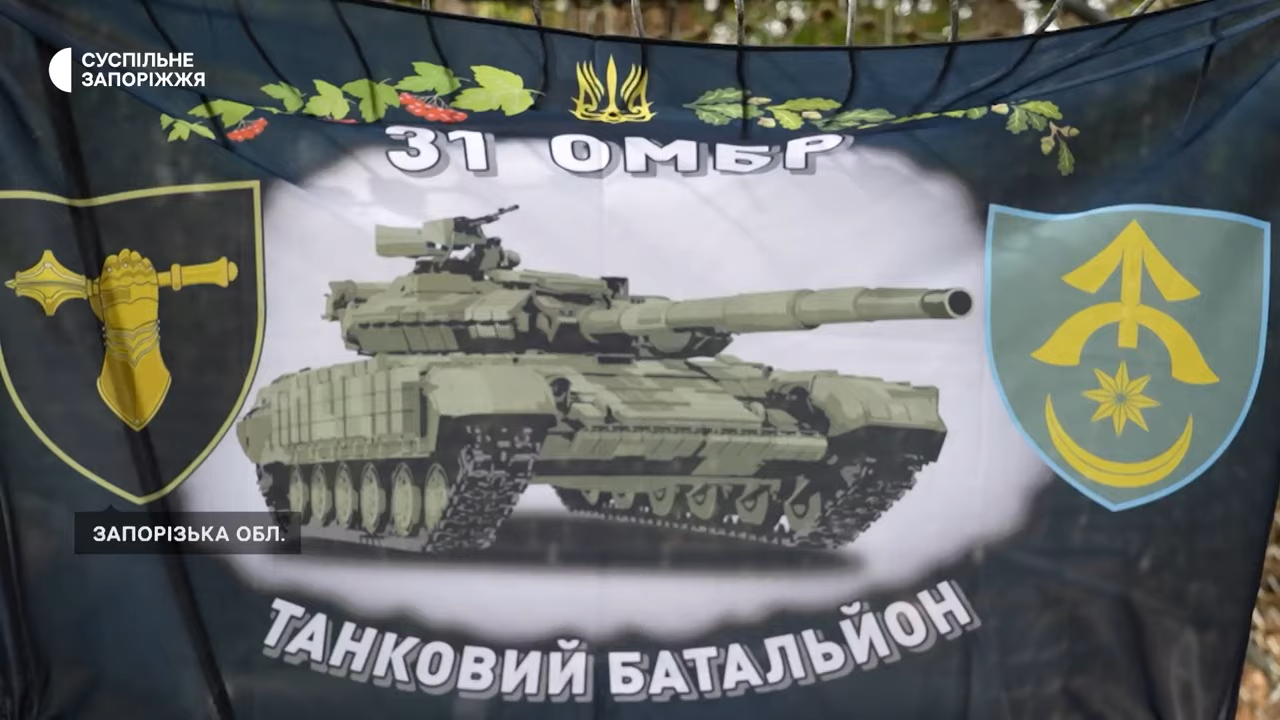 СУСПІЛЬНЕ
ЗАПОРІЖЖЯ
31 ОМБР
ЗАПОРІЗЬКА ОБЛ.
ТАНКОВИЙ БАТАЛЬЙОН